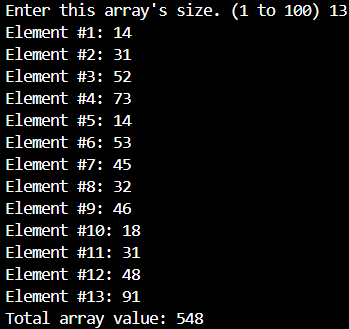 Enter this array's size. (1 to 100) 13
Element #1: 14
Element #2: 31
Element #3: 52
Element #4: 73
Element #5: 14
Element #6: 53
Element #7: 45
Element #8: 32
Element #9: 46
Element #10: 18
Element #11: 31
Element #12: 48
Element #13: 91
Total array value: 548